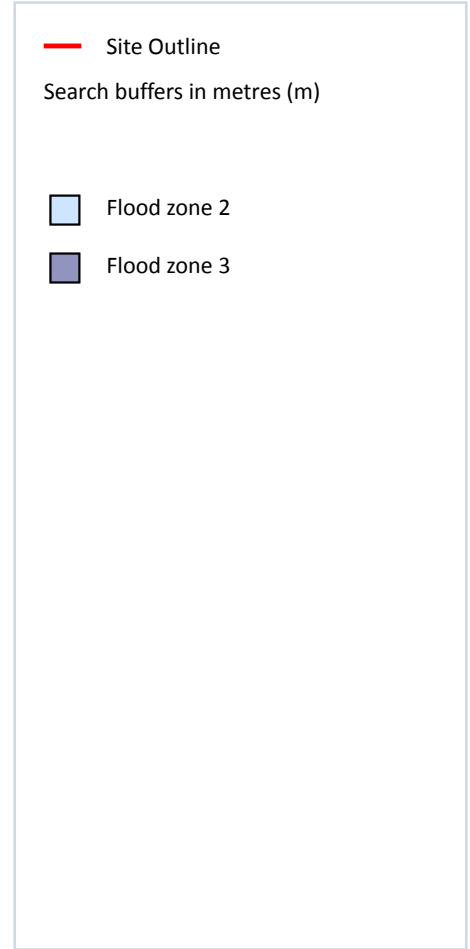 Site Outline
Search buffers in metres (m)
Flood zone 2
Flood zone 3